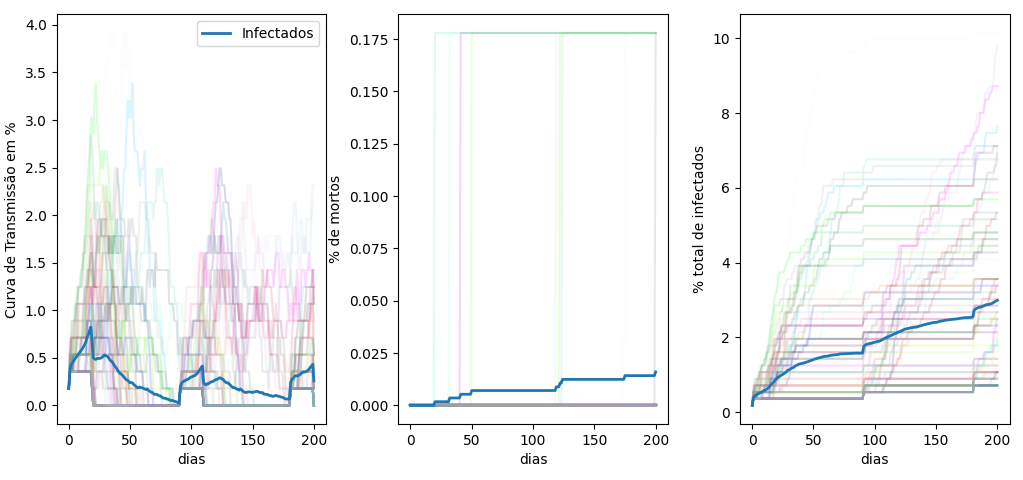 Curva de Transmissão em %
4.0
3.5
3.0
2.5
2.0
1.5
1.0
0.5
0.0
Infectados
0 50 100 150 200
dias
% de mortos
0.175
0.150
0.125
0.100
0.075
0.050
0.025
0.000
0 50 100 150 200
dias
% total de infectados
10
8
6
4
2
0
0 50 100 150 200
dias